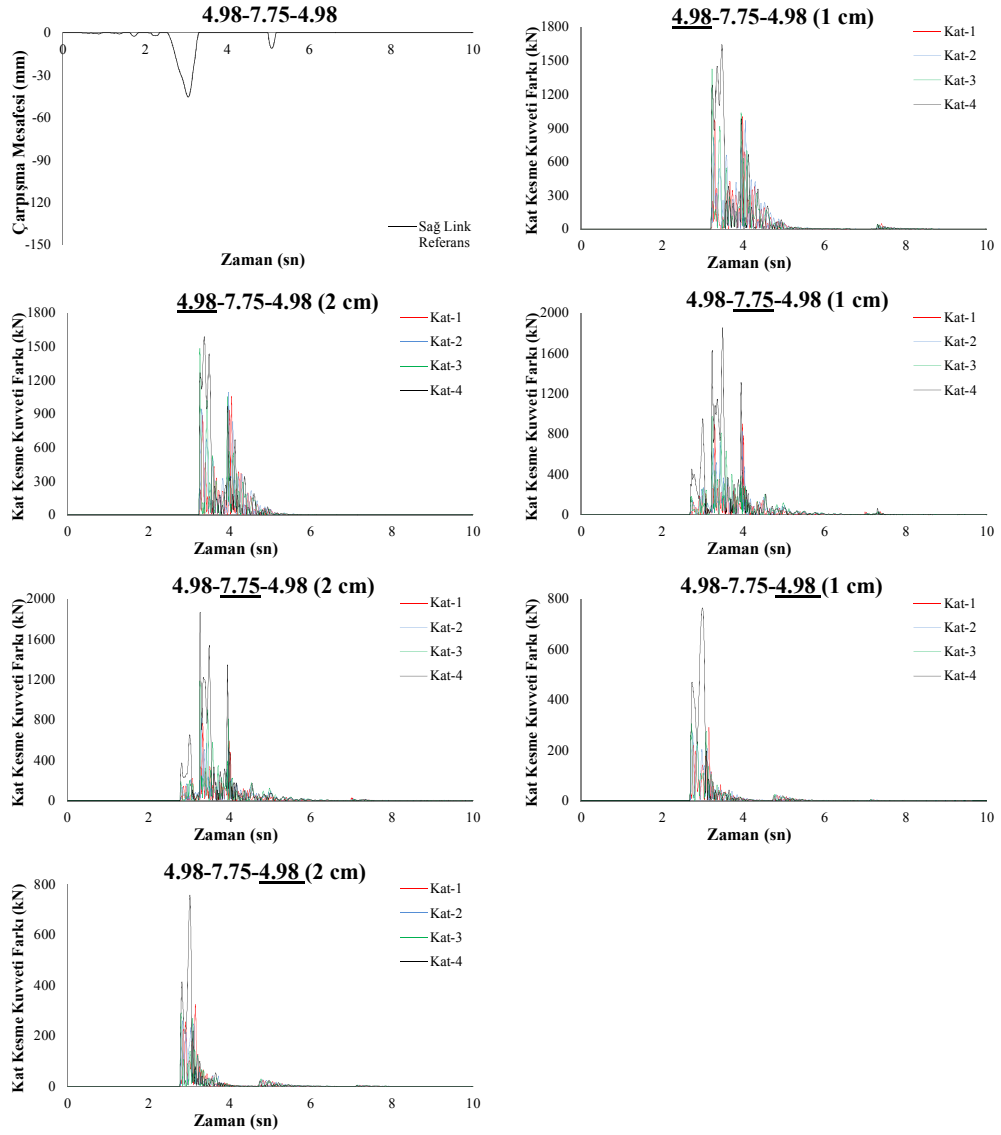 4.98-7.75-4.98
Çarpışma Mesafesi (mm)
0
-30
-60
-90
-120
-150
0 2 4 6 8 10
Sağ Link
Referans
Zaman (sn)
4.98-7.75-4.98 (1 cm)
Kat Kesme Kuvveti Farkı (kN)
1800
1500
1200
900
600
300
0
0 2 4 6 8 10
Kat-1
Kat-2
Kat-3
Kat-4
Zaman (sn)
4.98-7.75-4.98 (2 cm)
Kat Kesme Kuvveti Farkı (kN)
1800
1500
1200
900
600
300
0
0 2 4 6 8 10
Kat-1
Kat-2
Kat-3
Kat-4
Zaman (sn)
4.98-7.75-4.98 (1 cm)
Kat Kesme Kuvveti Farkı (kN)
2000
1600
1200
800
400
0
0 2 4 6 8 10
Kat-1
Kat-2
Kat-3
Kat-4
Zaman (sn)
4.98-7.75-4.98 (2 cm)
Kat Kesme Kuvveti Farkı (kN)
2000
1600
1200
800
400
0
0 2 4 6 8 10
Kat-1
Kat-2
Kat-3
Kat-4
Zaman (sn)
4.98-7.75-4.98 (1 cm)
Kat Kesme Kuvveti Farkı (kN)
800
600
400
200
0
0 2 4 6 8 10
Kat-1
Kat-2
Kat-3
Kat-4
Zaman (sn)
4.98-7.75-4.98 (2 cm)
Kat Kesme Kuvveti Farkı (kN)
800
600
400
200
0
0 2 4 6 8 10
Kat-1
Kat-2
Kat-3
Kat-4
Zaman (sn)